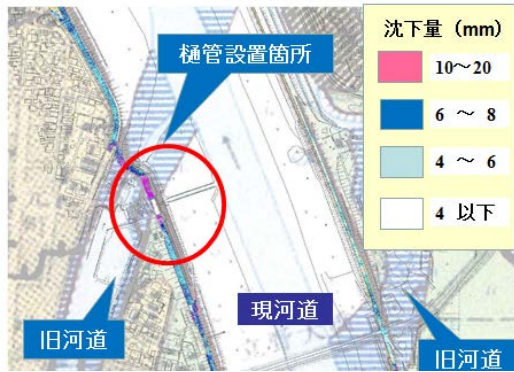 樋管設置箇所
沈下量（mm）
10～20
6 ～ 8
4 ～ 6
4 以下
現河道
旧河道
旧河道